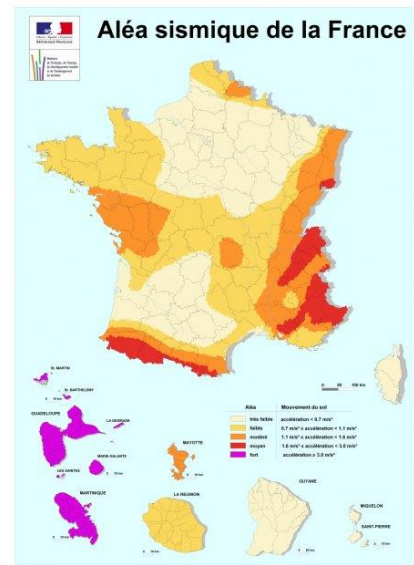 Aléa sismique de la France
RÉPUBLIQUE FRANÇAISE
ST. MARTIN
ST. BARTHELEMY
GUADELOUPE
LA DESIRADE
MARIE-GALANTE
LES SAINTES
MARTINIQUE
MAYOTTE
LA REUNION
GUYANE
MIQUELON
SAINT-PIERRE
0 50 100 km
Aléa Mouvement du sol
très faible accélération < 0.7 m/s²
faible 0.7 m/s² ≤ accélération < 1.1 m/s²
modéré 1.1 m/s² ≤ accélération < 1.6 m/s²
moyen 1.6 m/s² ≤ accélération < 3.0 m/s²
fort accélération ≥ 3.0 m/s²